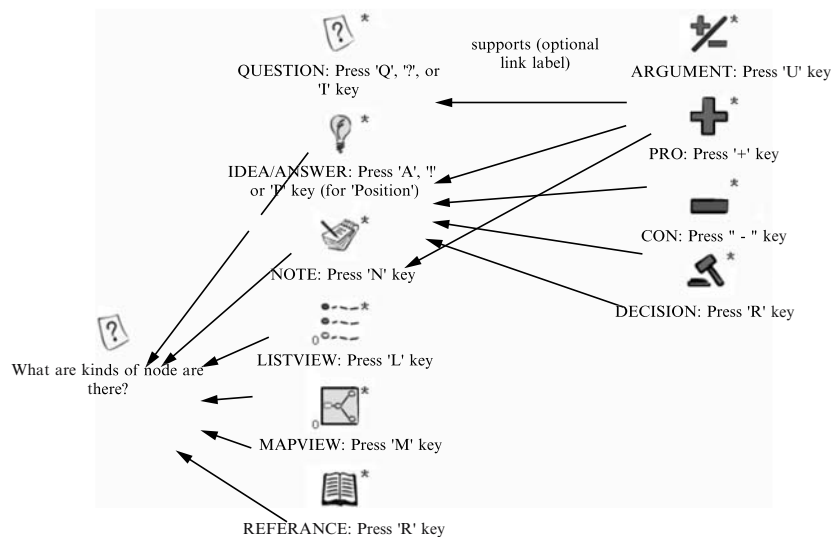 supports (optional
link label)
QUESTION: Press 'Q', '?', or
'I' key
ARGUMENT: Press 'U' key
IDEA/ANSWER: Press 'A', '!'
or 'P' key (for 'Position')
PRO: Press '+' key
NOTE: Press 'N' key
CON: Press " - " key
DECISION: Press 'R' key
LISTVIEW: Press 'L' key
What are kinds of node are
there?
MAPVIEW: Press 'M' key
REFERANCE: Press 'R' key